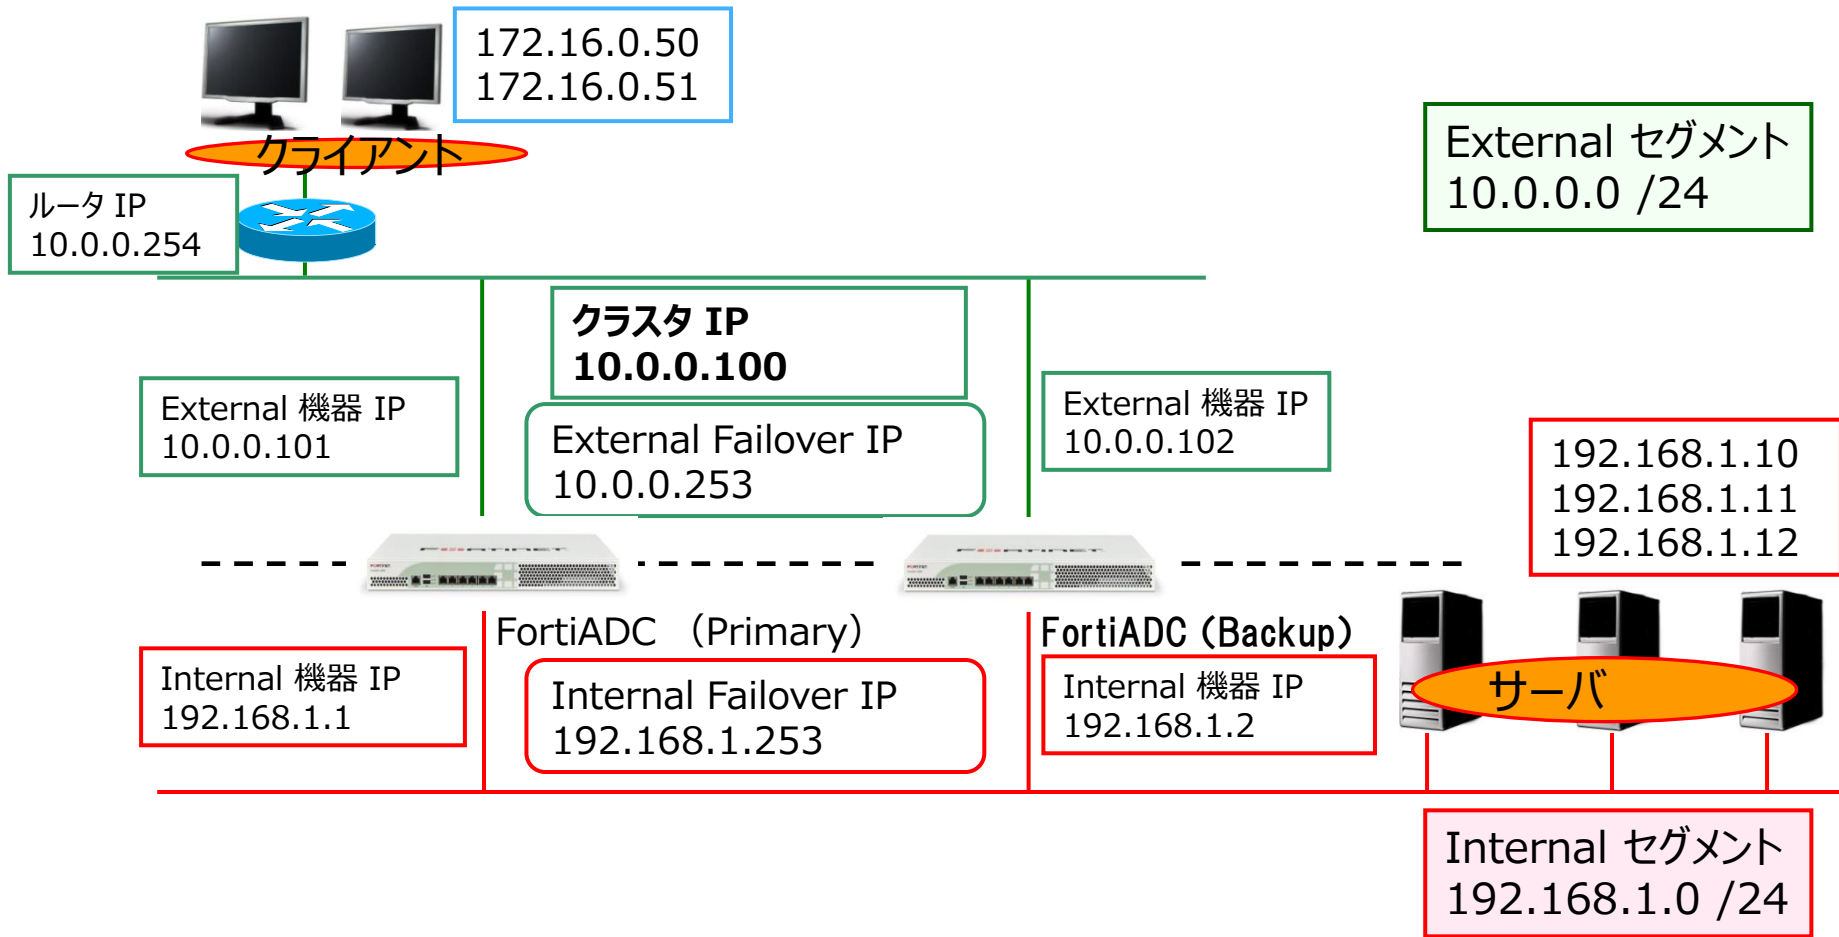 172.16.0.50
172.16.0.51
クライアント
External セグメント
10.0.0.0 /24
ルータ IP
10.0.0.254
クラスタ IP
10.0.0.100
External 機器 IP
10.0.0.101
External Failover IP
10.0.0.253
External 機器 IP
10.0.0.102
192.168.1.10
192.168.1.11
192.168.1.12
FORTINET
FORTINET
FortiADC （Primary）
FortiADC（Backup）
Internal 機器 IP
192.168.1.1
Internal Failover IP
192.168.1.253
Internal 機器 IP
192.168.1.2
サーバ
Internal セグメント
192.168.1.0 /24